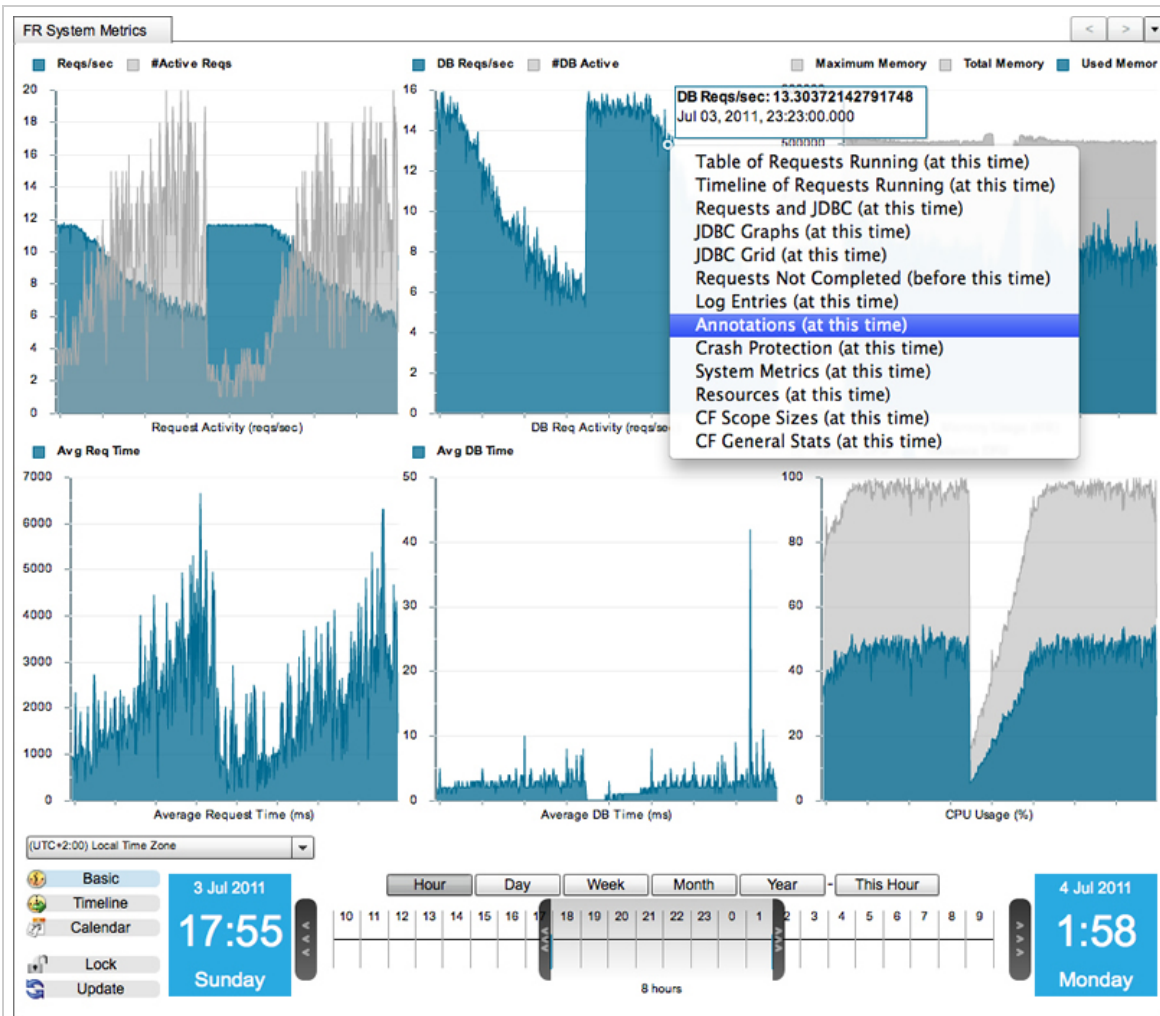 FR System Metrics
< >
Reqs/sec #Active Reqs
DB Reqs/sec #DB Active
Maximum Memory Total Memory Used Memor
20
18
16
14
12
10
8
6
4
2
0
Request Activity (reqs/sec)
16
14
12
10
8
6
4
2
0
DB Req Activity (reqs/se
DB Reqs/sec: 13.30372142791748
Jul 03, 2011, 23:23:00.000
500000
Table of Requests Running (at this time)
Timeline of Requests Running (at this time)
Requests and JDBC (at this time)
JDBC Graphs (at this time)
JDBC Grid (at this time)
Requests Not Completed (before this time)
Log Entries (at this time)
Annotations (at this time)
Crash Protection (at this time)
System Metrics (at this time)
Resources (at this time)
CF Scope Sizes (at this time)
CF General Stats (at this time)
Avg Req Time
7000
6000
5000
4000
3000
2000
1000
0
Average Request Time (ms)
Avg DB Time
50
40
30
20
10
0
Average DB Time (ms)
100
80
60
40
20
0
CPU Usage (%)
(UTC+2:00) Local Time Zone
Basic
Timeline
Calendar
Lock
Update
3 Jul 2011
17:55
Sunday
Hour Day Week Month Year - This Hour
10 11 12 13 14 15 16 17 18 19 20 21 22 23 0 1 2 3 4 5 6 7 8 9
8 hours
4 Jul 2011
1:58
Monday